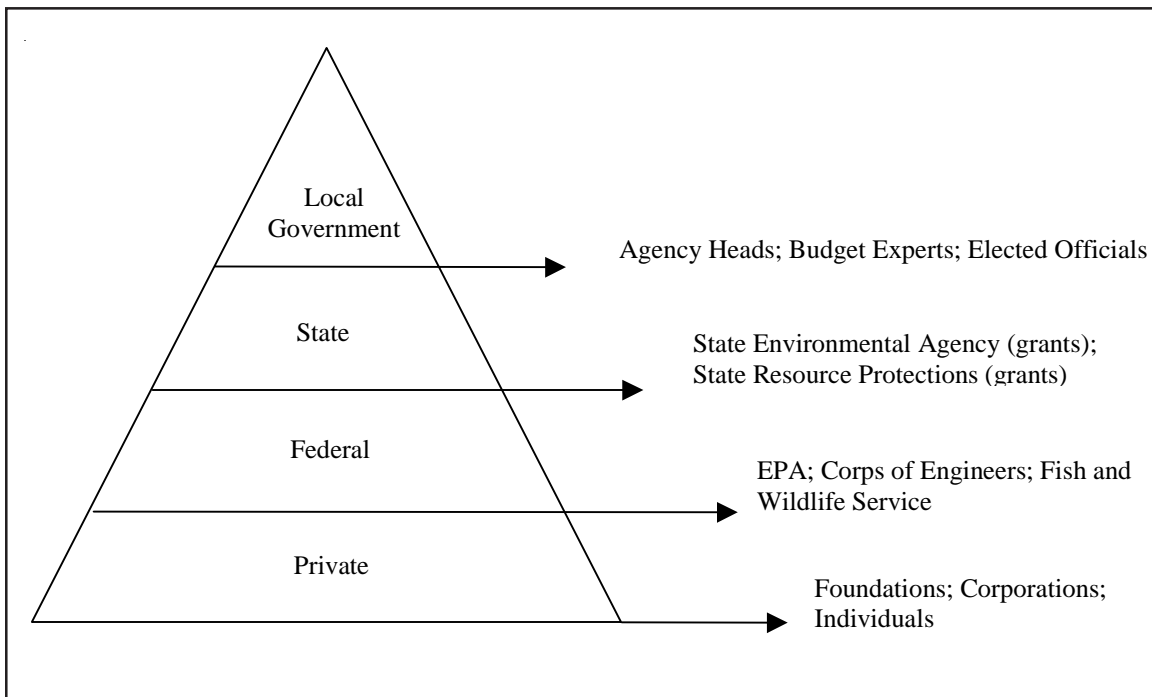 Local
Government
Agency Heads; Budget Experts; Elected Officials
State
State Environmental Agency (grants);
State Resource Protections (grants)
Federal
EPA; Corps of Engineers; Fish and
Wildlife Service
Private
Foundations; Corporations;
Individuals